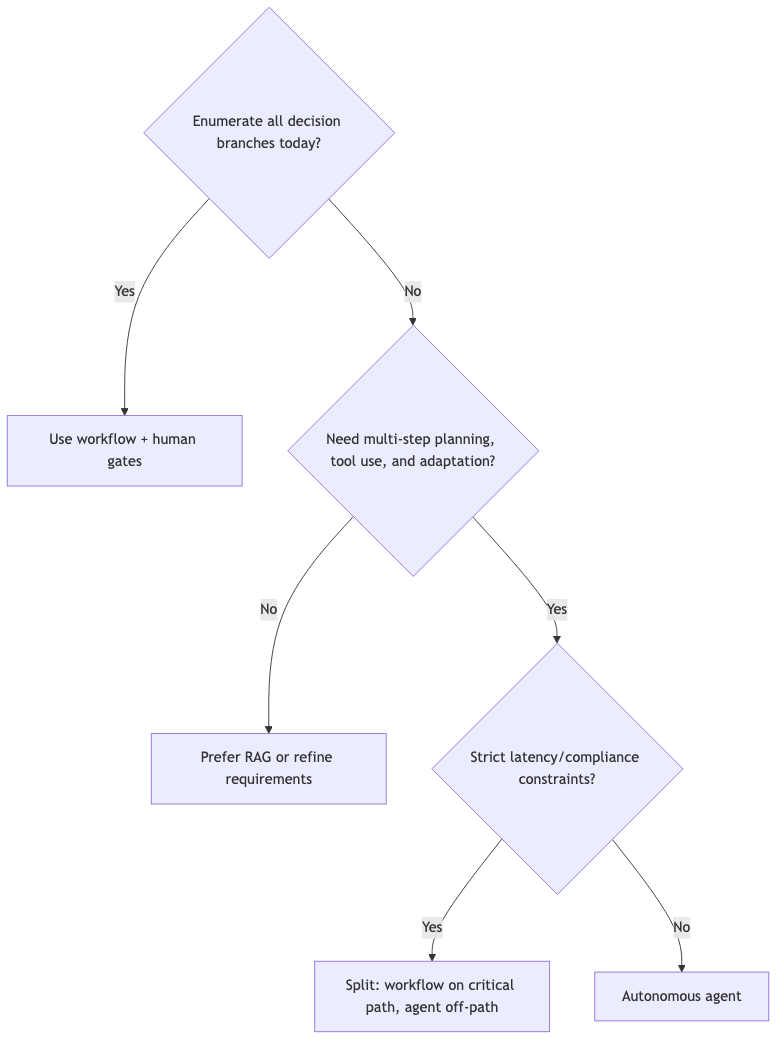 Enumerate all decision
branches today?
Yes
No
Use workflow + human
gates
Need multi-step planning,
tool use, and adaptation?
No
Yes
Prefer RAG or refine
requirements
Strict latency/compliance
constraints?
Yes
No
Split: workflow on critical
path, agent off-path
Autonomous agent